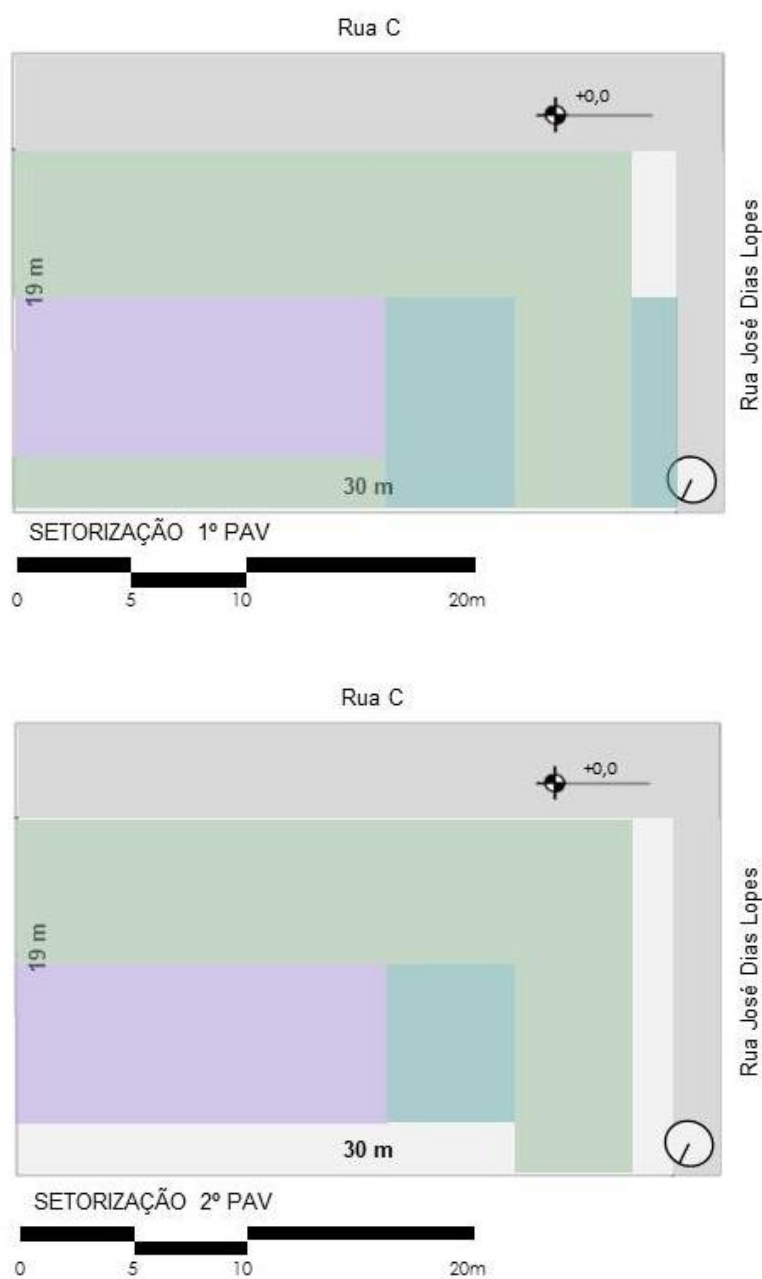 Rua C
+0,0
Rua José Dias Lopes
19 m
30 m
SETORIZAÇÃO 1º PAV
0 5 10 20m
Rua C
+0,0
Rua José Dias Lopes
19 m
30 m
SETORIZAÇÃO 2º PAV
0 5 10 20m